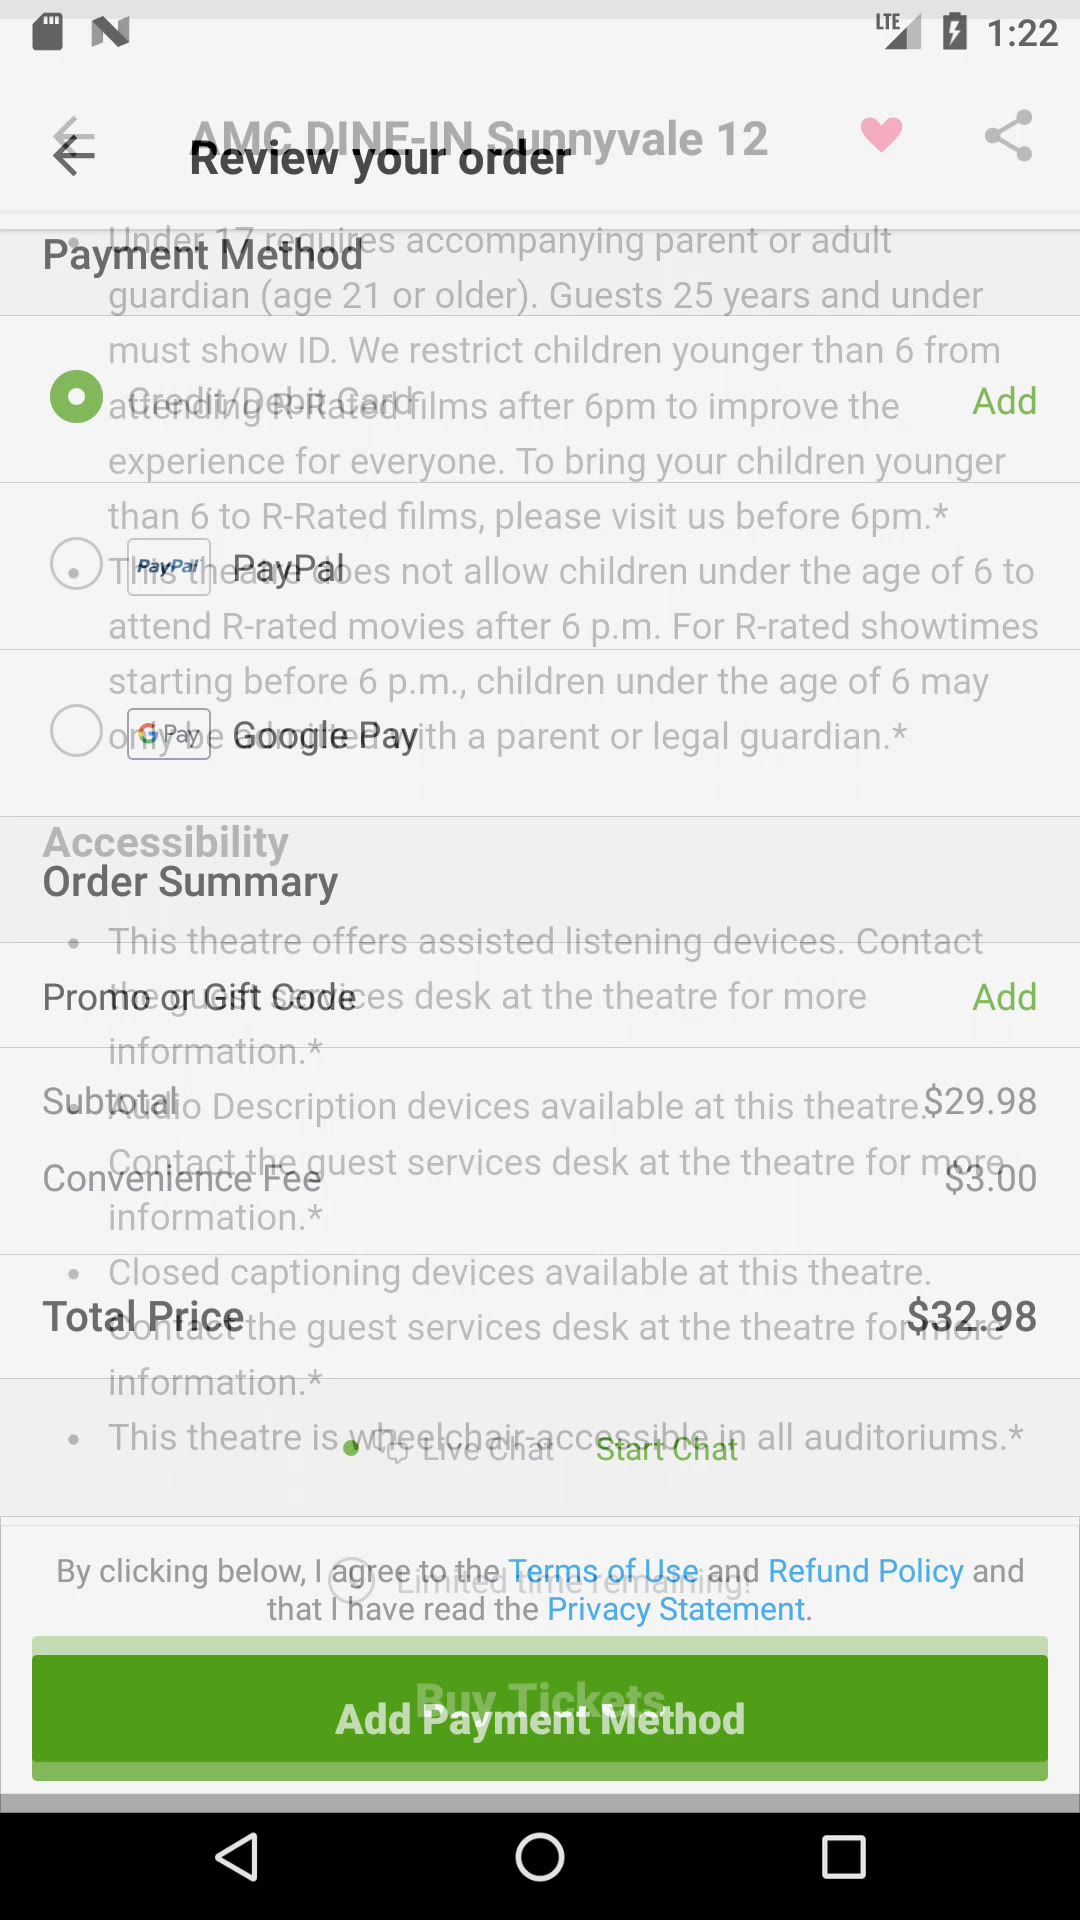 LTE 1:22
AMC DINE-IN Sunnyvale 12
Review your order
Under 17 requires accompanying parent or adult
Payment Method
guardian (age 21 or older). Guests 25 years and under
must show ID. We restrict children younger than 6 from
Credit/Debit Card Add
attending R-Rated films after 6pm to improve the
experience for everyone. To bring your children younger
than 6 to R-Rated films, please visit us before 6pm.*
PayPal PayPal
This theatre does not allow children under the age of 6 to
attend R-rated movies after 6 p.m. For R-rated showtimes
starting before 6 p.m., children under the age of 6 may
G Pay Google Pay
only be admitted with a parent or legal guardian.*
Accessibility
Order Summary
This theatre offers assisted listening devices. Contact
Promo or Gift Code Add
the guest services desk at the theatre for more
information.*
Subtotal $29.98
Audio Description devices available at this theatre.
Contact the guest services desk at the theatre for more
Convenience Fee $3.00
information.*
Closed captioning devices available at this theatre.
Total Price $32.98
Contact the guest services desk at the theatre for more
information.*
This theatre is wheelchair-accessible in all auditoriums.*
Live Chat Start Chat
By clicking below, I agree to the Terms of Use and Refund Policy and
Limited time remaining!
that I have read the Privacy Statement.
Buy Tickets
Add Payment Method